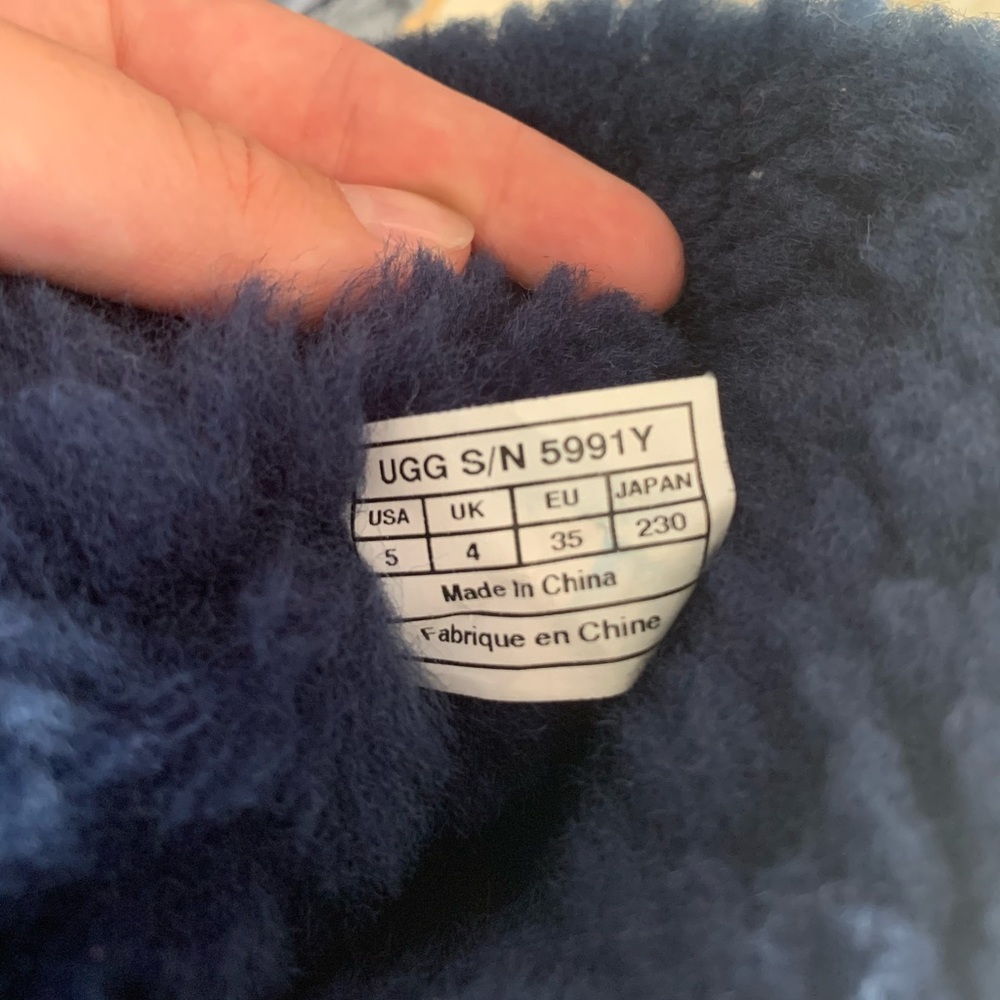 UGG S/N 5991Y
USA UK EU JAPAN
5 4 35 230
Made In China
Fabrique en Chine